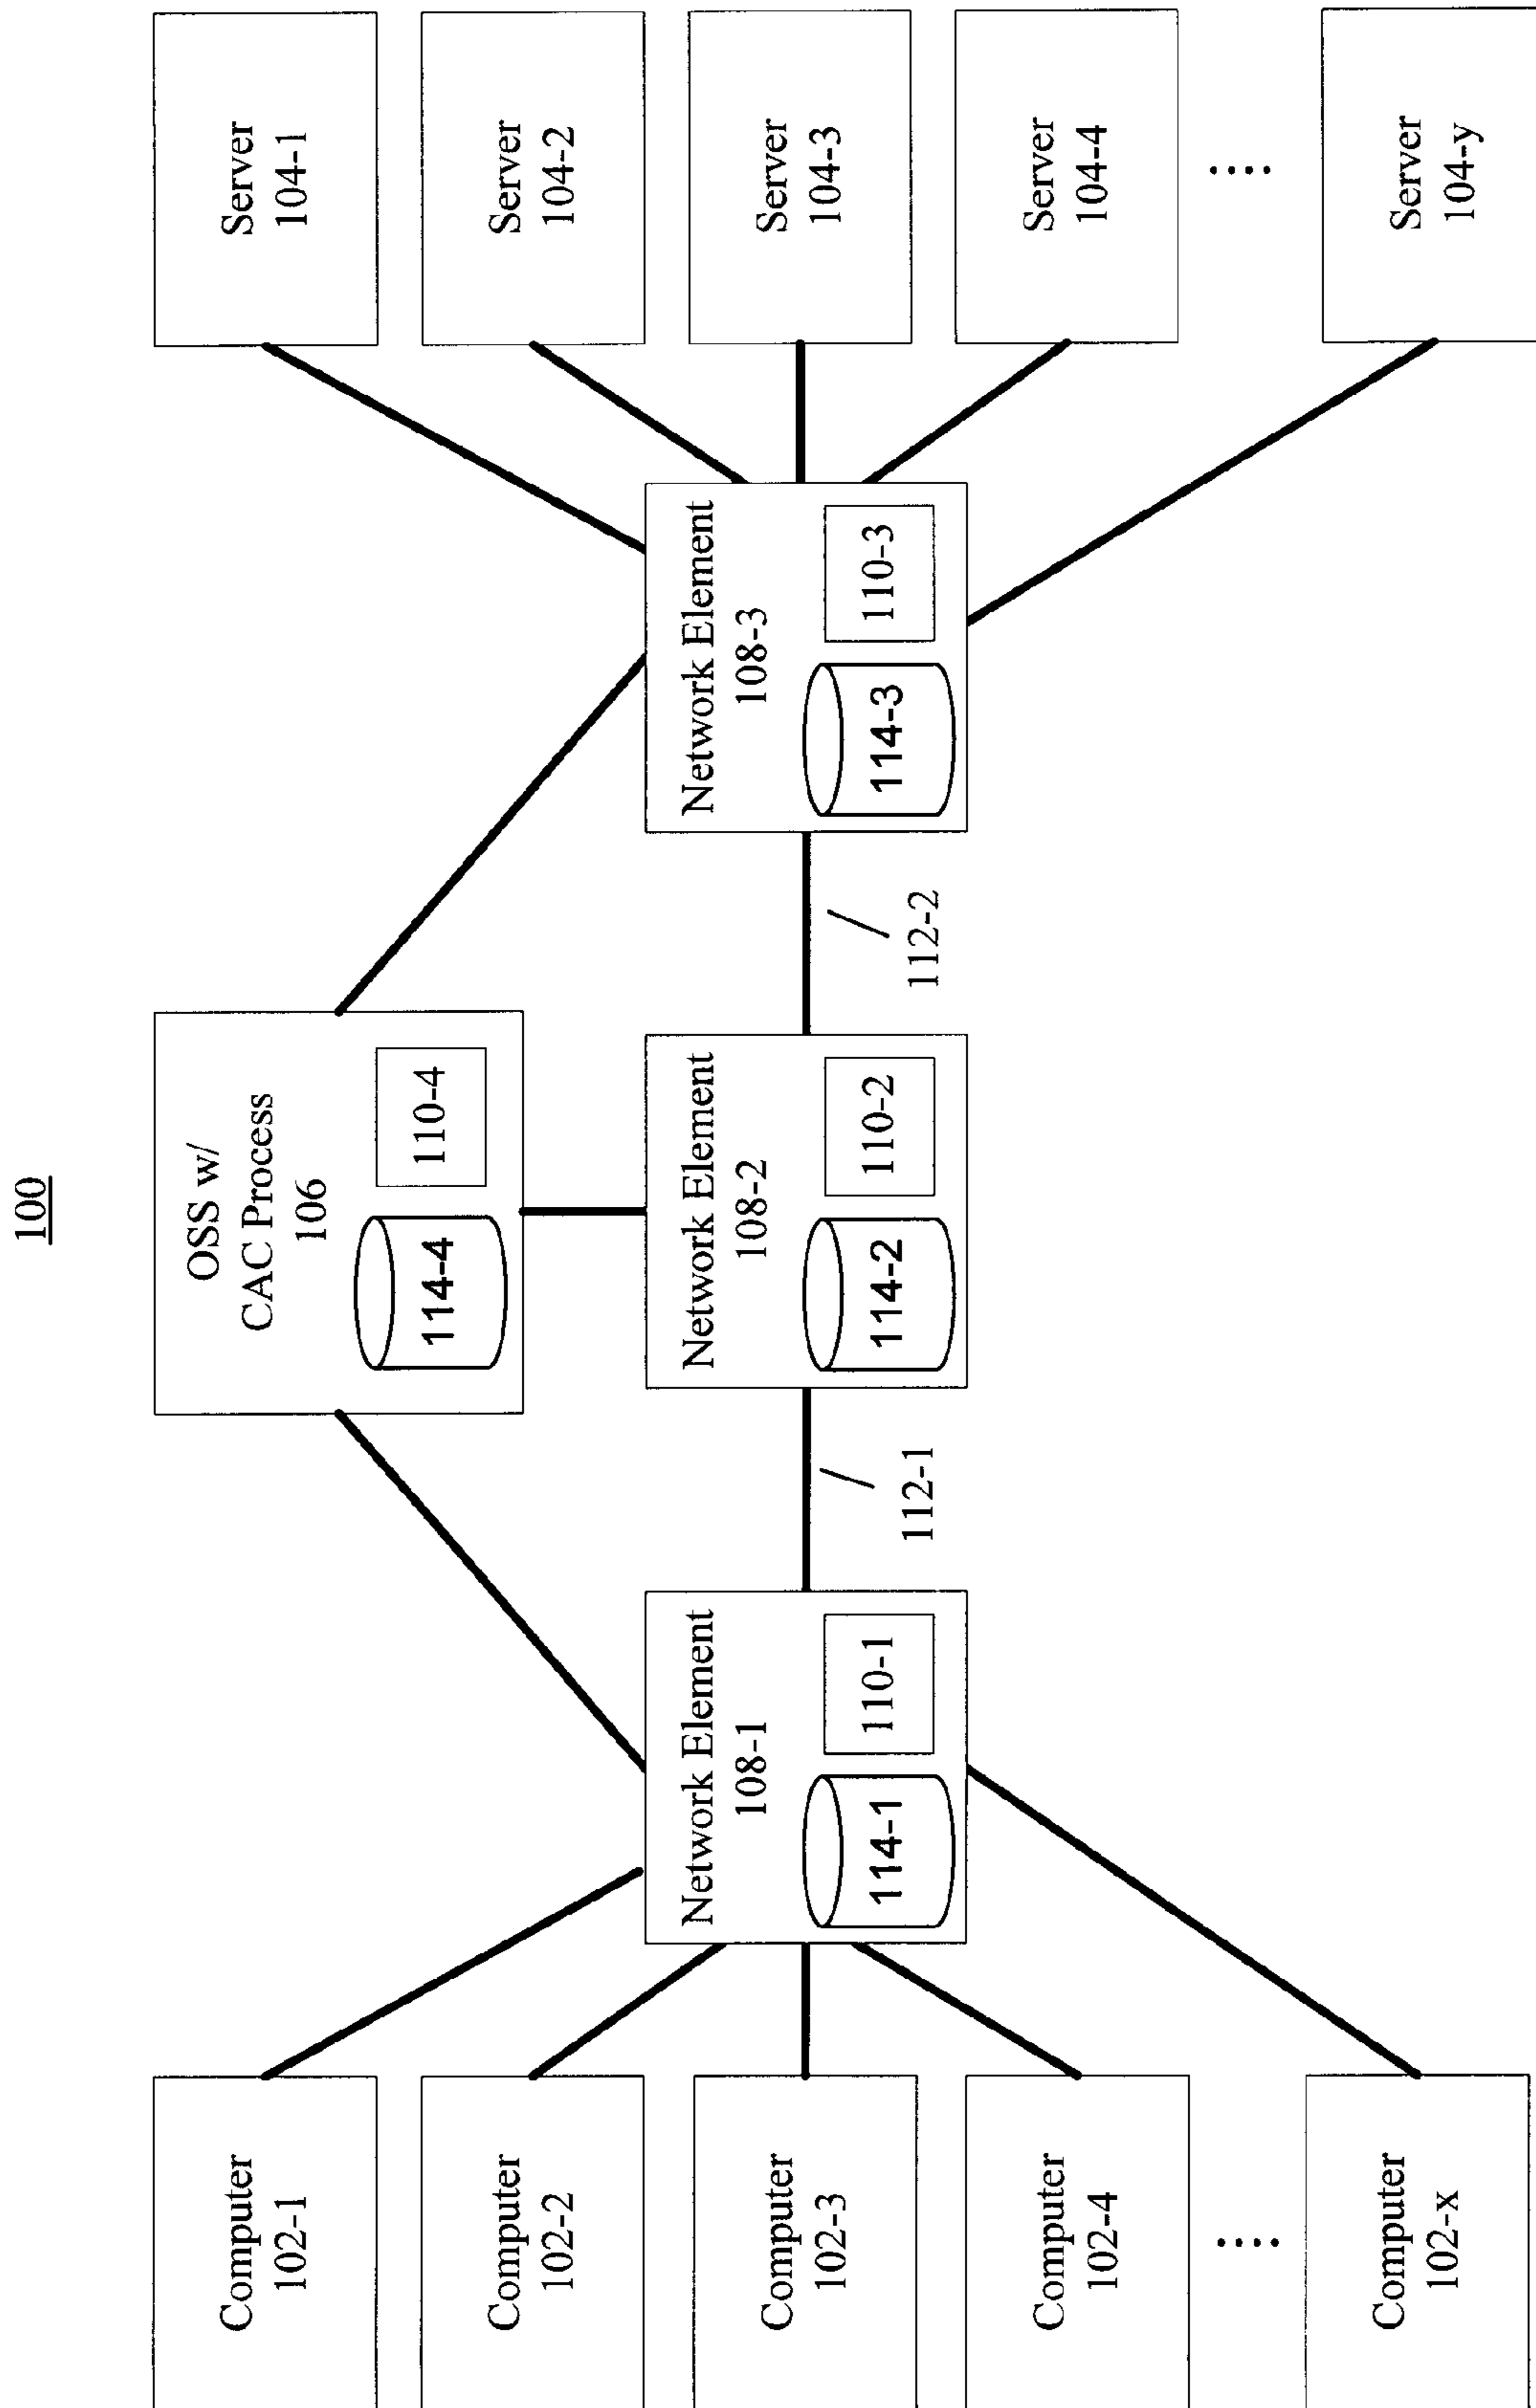 100
Computer
102-1
Computer
102-2
Computer
102-3
Computer
102-4
Computer
102-x
OSS w/
CAC Process
106
114-4
110-4
Network Element
108-1
114-1
110-1
112-1
Network Element
108-2
114-2
110-2
112-2
Network Element
108-3
114-3
110-3
Server
104-1
Server
104-2
Server
104-3
Server
104-4
Server
104-y